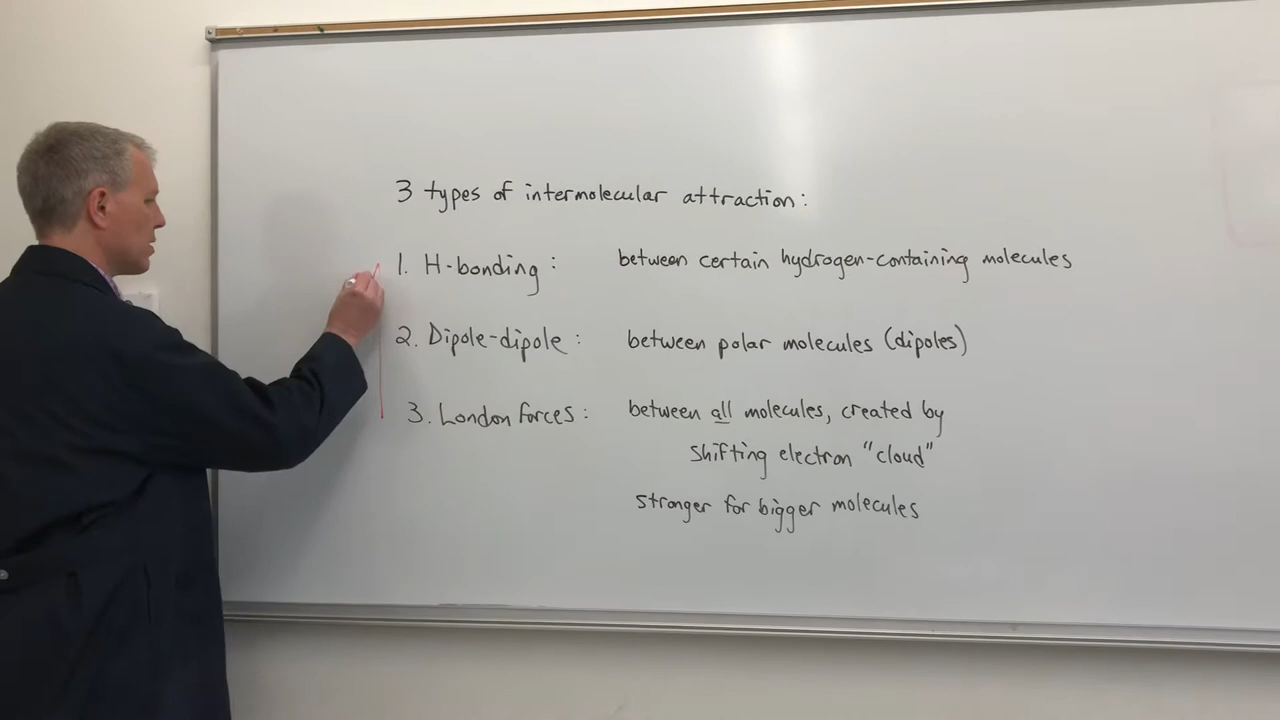 3 types of intermolecular attraction:
1. H-bonding: between certain hydrogen-containing molecules
2. Dipole-dipole: between polar molecules (dipoles)
3. London forces: between all molecules, created by
shifting electron "cloud"
stronger for bigger molecules